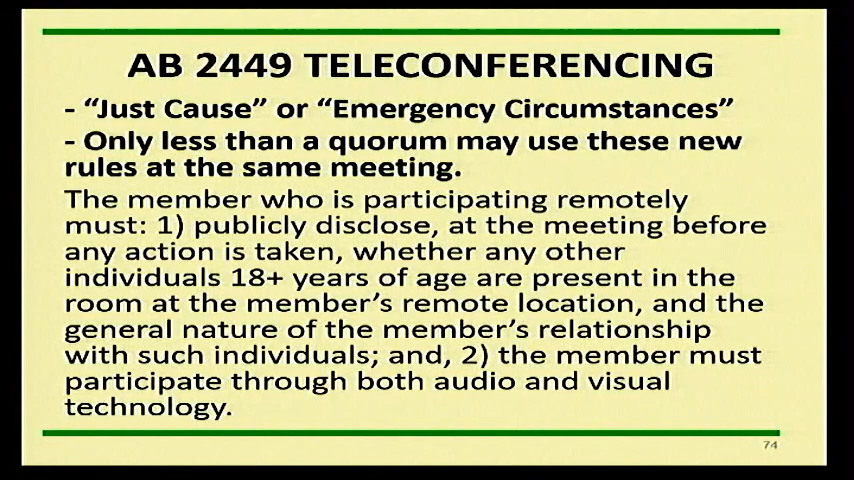 AB 2449 TELECONFERENCING
- “Just Cause” or “Emergency Circumstances”
- Only less than a quorum may use these new
rules at the same meeting.
The member who is participating remotely
must: 1) publicly disclose, at the meeting before
any action is taken, whether any other
individuals 18+ years of age are present in the
room at the member’s remote location, and the
general nature of the member’s relationship
with such individuals; and, 2) the member must
participate through both audio and visual
technology.
74